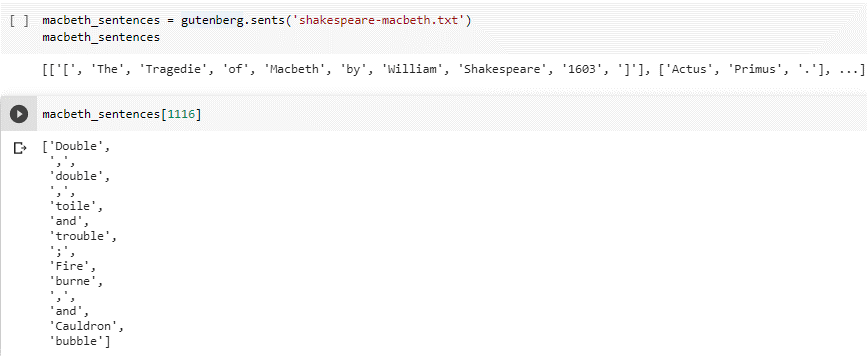 [ ] macbeth_sentences = gutenberg.sents('shakespeare-macbeth.txt')
macbeth_sentences
[['[', 'The', 'Tragedie', 'of', 'Macbeth', 'by', 'William', 'Shakespeare', '1603', ']'], ['Actus', 'Primus', '.'], ...]
macbeth_sentences[1116]
['Double',
',',
'double',
',',
'toile',
'and',
'trouble',
';',
'Fire',
'burne',
',',
'and',
'Cauldron',
'bubble']